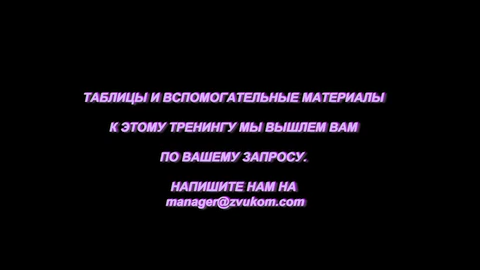 ТАБЛИЦЫ И ВСПОМОГАТЕЛЬНЫЕ МАТЕРИАЛЫ
К ЭТОМУ ТРЕНИНГУ МЫ ВЫШЛЕМ ВАМ
ПО ВАШЕМУ ЗАПРОСУ.
НАПИШИТЕ НАМ НА
manager@zvukom.com